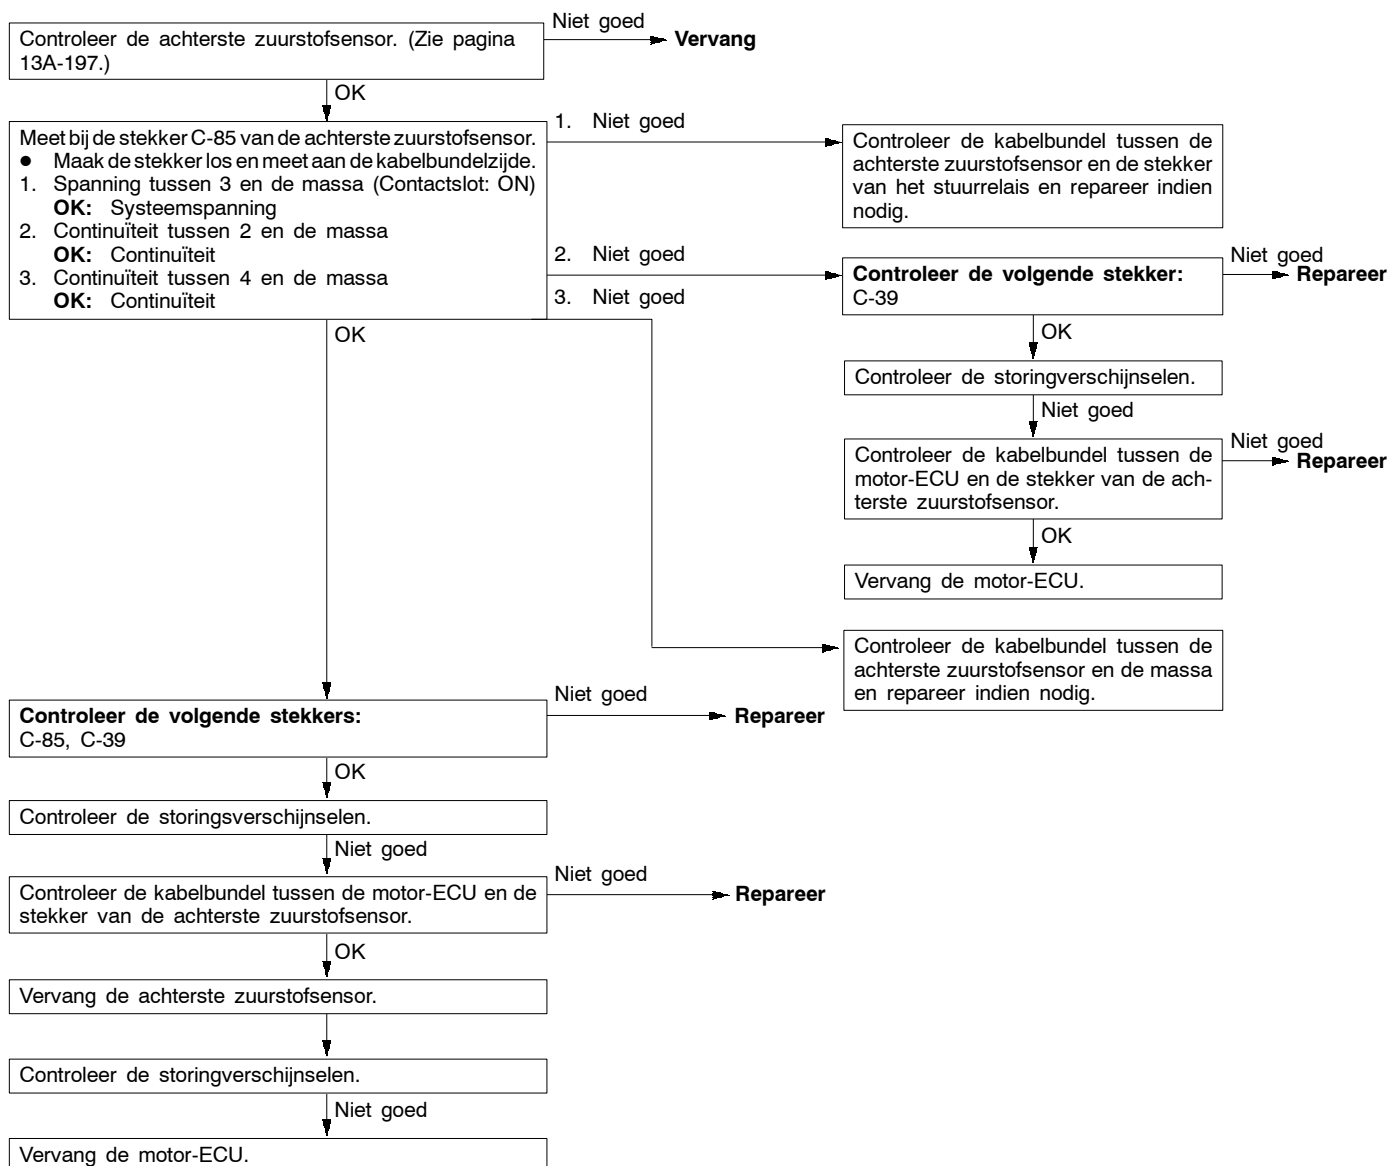 Controleer de achterste zuurstofsensor. (Zie pagina
13A-197.)
Niet goed
Vervang
OK
Meet bij de stekker C-85 van de achterste zuurstofsensor.
● Maak de stekker los en meet aan de kabelbundelzijde.
1. Spanning tussen 3 en de massa (Contactslot: ON)
OK: Systeemspanning
2. Continuïteit tussen 2 en de massa
OK: Continuïteit
3. Continuïteit tussen 4 en de massa
OK: Continuïteit
1. Niet goed
Controleer de kabelbundel tussen de
achterste zuurstofsensor en de stekker
van het stuurrelais en repareer indien
nodig.
2. Niet goed
Controleer de volgende stekker:
C-39
Niet goed
Repareer
OK
Controleer de storingverschijnselen.
Niet goed
Controleer de kabelbundel tussen de
motor-ECU en de stekker van de ach-
terste zuurstofsensor.
Niet goed
Repareer
OK
Vervang de motor-ECU.
3. Niet goed
Controleer de kabelbundel tussen de
achterste zuurstofsensor en de massa
en repareer indien nodig.
OK
Controleer de volgende stekkers:
C-85, C-39
Niet goed
Repareer
OK
Controleer de storingsverschijnselen.
Niet goed
Controleer de kabelbundel tussen de motor-ECU en de
stekker van de achterste zuurstofsensor.
Niet goed
Repareer
OK
Vervang de achterste zuurstofsensor.
Controleer de storingverschijnselen.
Niet goed
Vervang de motor-ECU.